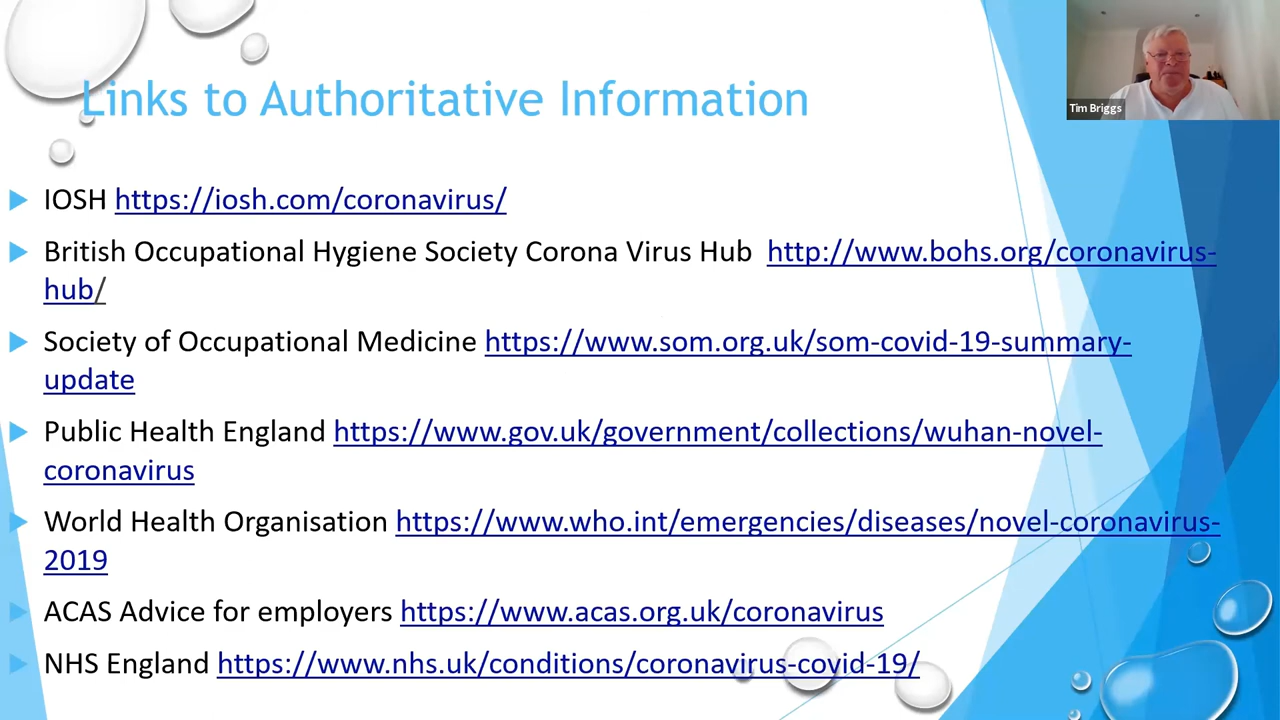 Links to Authoritative Information
Tim Briggs
IOSH https://iosh.com/coronavirus/
British Occupational Hygiene Society Corona Virus Hub http://www.bohs.org/coronavirus-
hub/
Society of Occupational Medicine https://www.som.org.uk/som-covid-19-summary-
update
Public Health England https://www.gov.uk/government/collections/wuhan-novel-
coronavirus
World Health Organisation https://www.who.int/emergencies/diseases/novel-coronavirus-
2019
ACAS Advice for employers https://www.acas.org.uk/coronavirus
NHS England https://www.nhs.uk/conditions/coronavirus-covid-19/